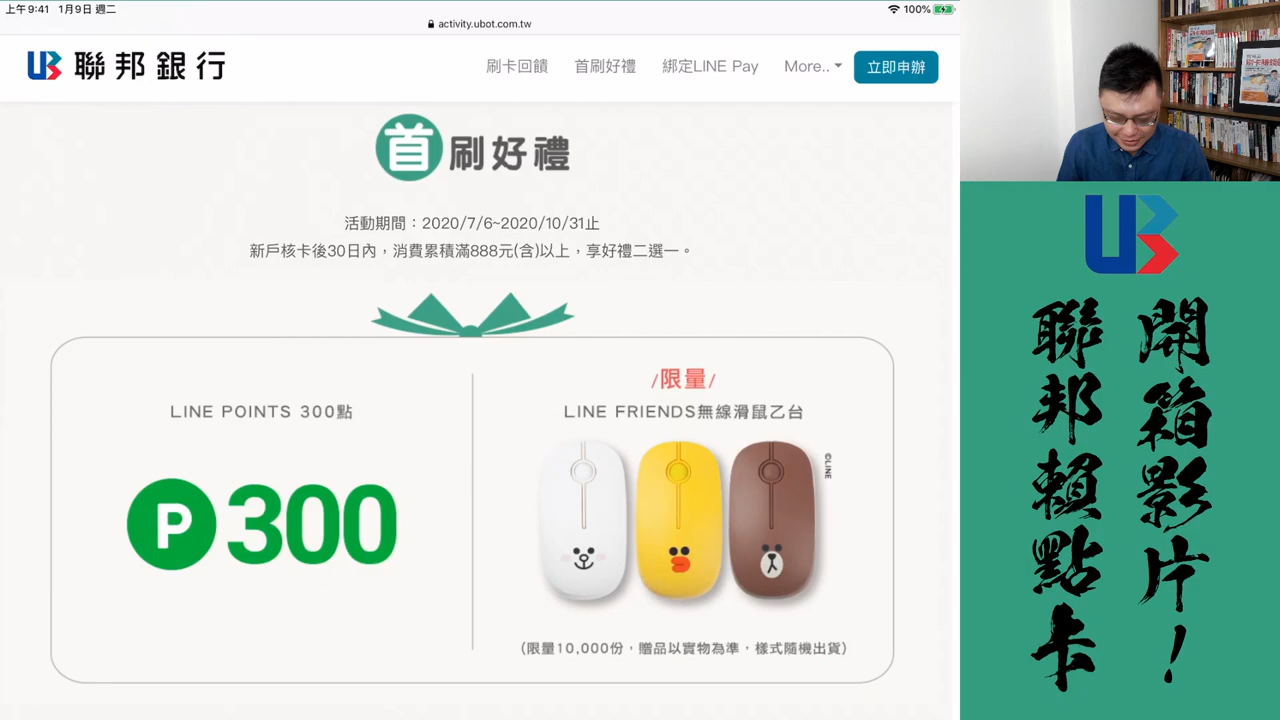 上午9:41 1月9日 週二
100%
activity.ubot.com.tw
聯邦銀行
刷卡回饋 首刷好禮 綁定LINE Pay More.. 立即申辦
首刷好禮
活動期間：2020/7/6~2020/10/31止
新戶核卡後30日內，消費累積滿888元(含)以上，享好禮二選一。
LINE POINTS 300點
P 300
/限量/
LINE FRIENDS無線滑鼠乙台
©LINE
(限量10,000份，贈品以實物為準，樣式隨機出貨)
開箱影片！
聯邦賴點卡